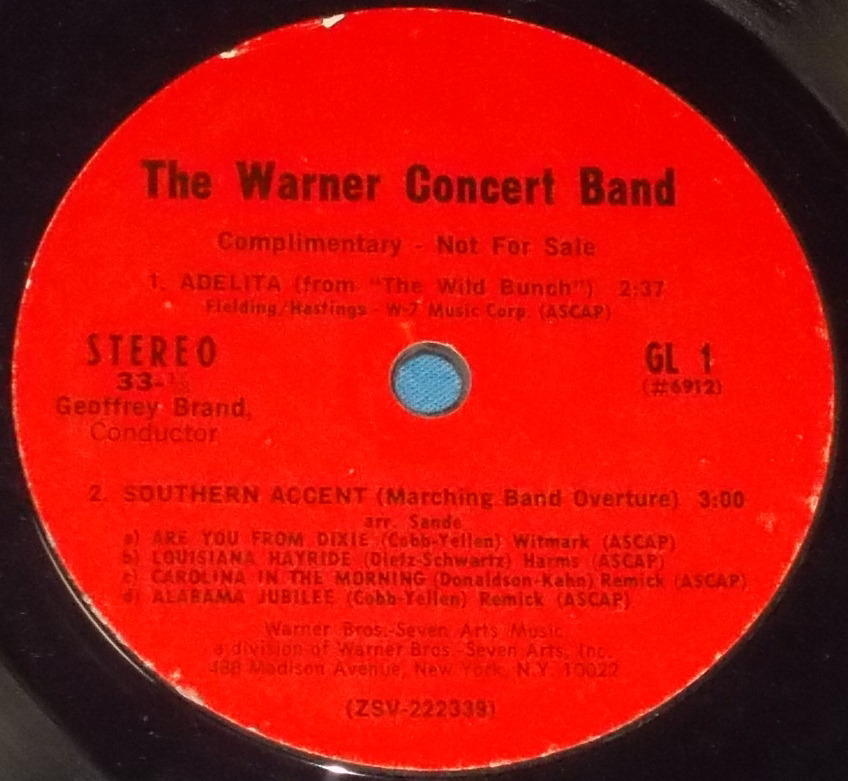 The Warner Concert Band
Complimentary - Not For Sale
1. ADELITA (from "The Wild Bunch") 2:37
Fielding/Hastings - W-7 Music Corp. (ASCAP)
STEREO
33-⅓
Geoffrey Brand,
Conductor
GL 1
(#6912)
2. SOUTHERN ACCENT (Marching Band Overture) 3:00
arr. Sande
a) ARE YOU FROM DIXIE (Cobb-Yellen) Witmark (ASCAP)
b) LOUISIANA HAYRIDE (Dietz-Schwartz) Harms (ASCAP)
c) CAROLINA IN THE MORNING (Donaldson-Kahn) Remick (ASCAP)
d) ALABAMA JUBILEE (Cobb-Yellen) Remick (ASCAP)
Warner Bros.-Seven Arts Music
a division of Warner Bros.-Seven Arts, Inc.
488 Madison Avenue, New York, N.Y. 10022
(ZSV-222339)